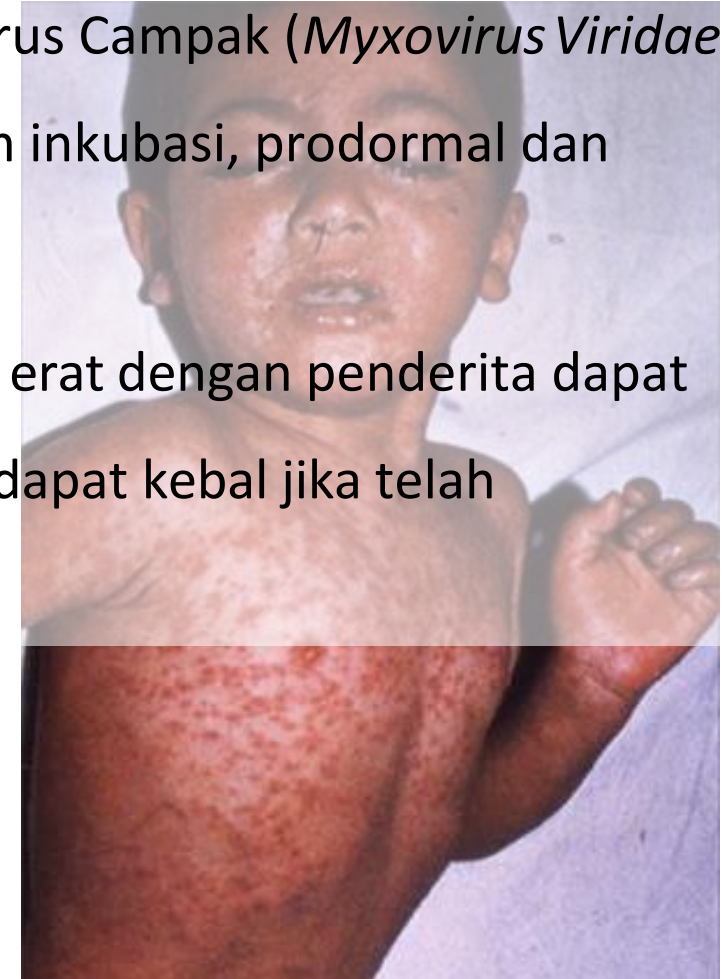 rus Campak (Myxovirus Viridae
n inkubasi, prodormal dan
erat dengan penderita dapat
dapat kebal jika telah